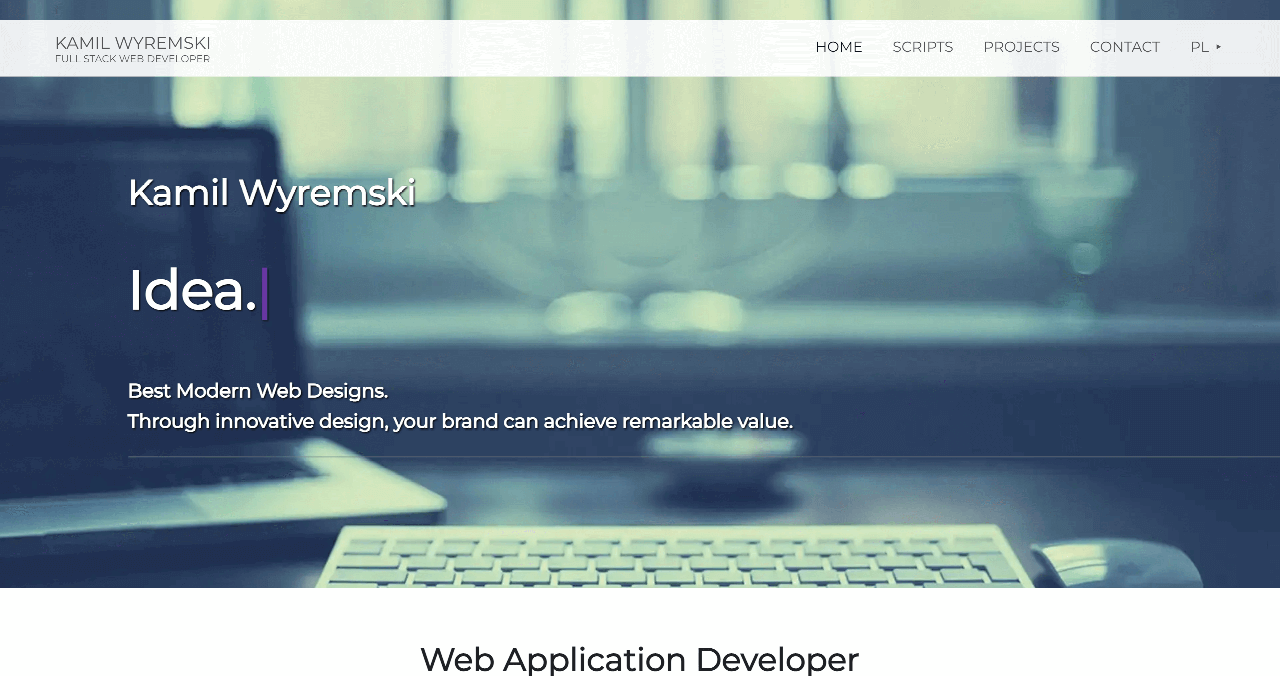 KAMIL WYREMSKI
FULL STACK WEB DEVELOPER
HOME SCRIPTS PROJECTS CONTACT PL
Kamil Wyremski
Idea.
Best Modern Web Designs.
Through innovative design, your brand can achieve remarkable value.
Web Application Developer